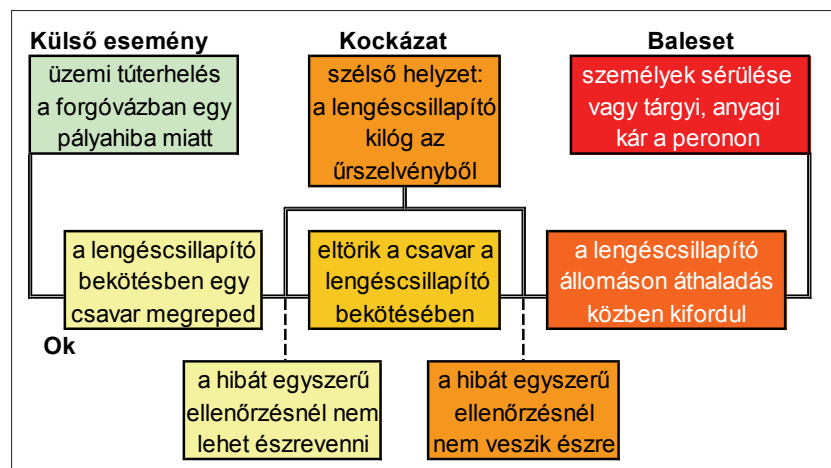 Külső esemény
üzemi túterhelés
a forgóvázban egy
pályahiba miatt
Kockázat
szélső helyzet:
a lengéscsillapító
kilóg az
űrszelvényből
Baleset
személyek sérülése
vagy tárgyi, anyagi
kár a peronon
a lengéscsillapító
bekötésben egy
csavar megreped
eltörik a csavar a
lengéscsillapító
bekötésében
a lengéscsillapító
állomáson áthaladás
közben kifordul
Ok
a hibát egyszerű
ellenőrzésnél nem
lehet észrevenni
a hibát egyszerű
ellenőrzésnél
nem veszik észre